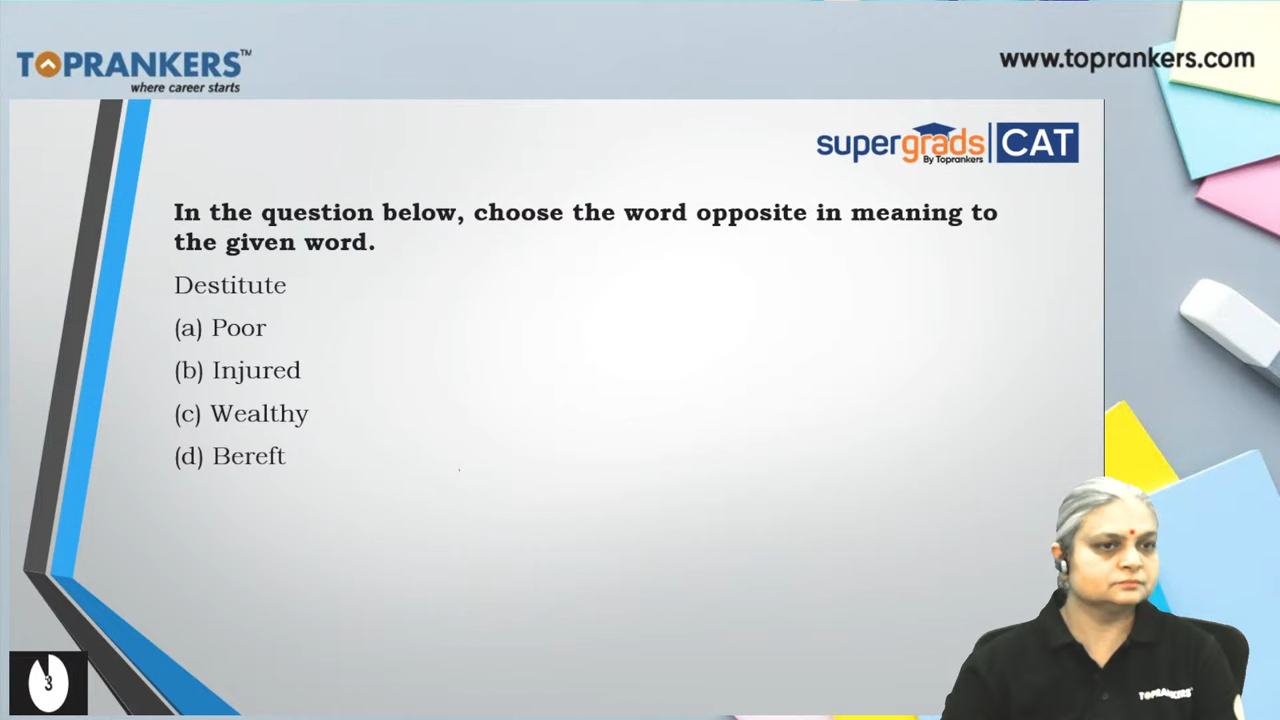 TOPRANKERS™
where career starts
www.toprankers.com
supergrads | CAT
By Toprankers
In the question below, choose the word opposite in meaning to
the given word.
Destitute
(a) Poor
(b) Injured
(c) Wealthy
(d) Bereft
3
TOPRANKERS